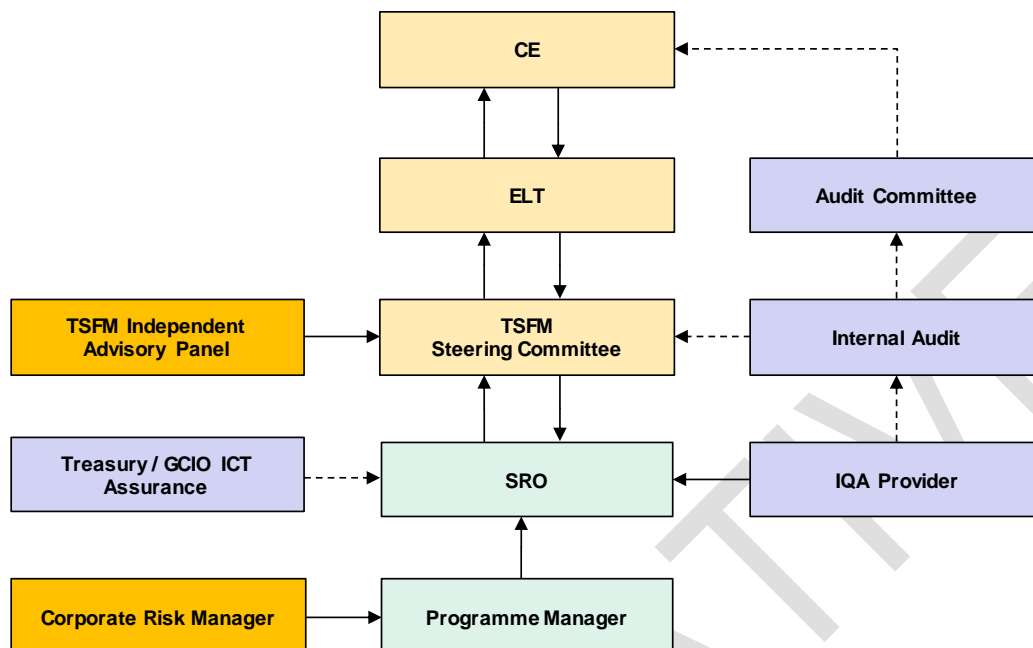 CE
ELT
Audit Committee
TSFM Independent
Advisory Panel
TSFM
Steering Committee
Internal Audit
Treasury / GCIO ICT
Assurance
SRO
IQA Provider
Corporate Risk Manager
Programme Manager
ATIVE